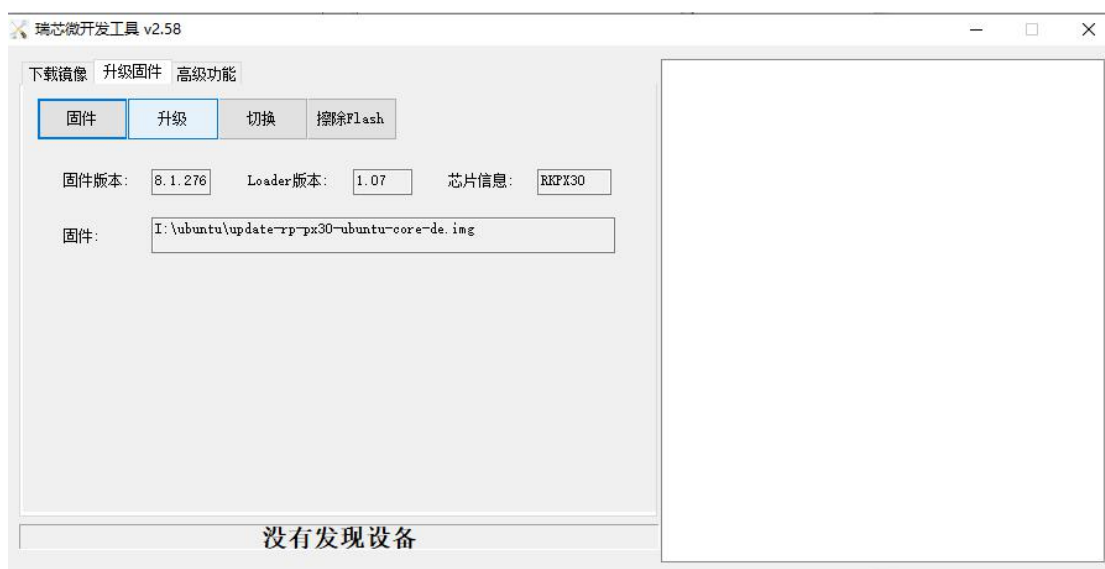 瑞芯微开发工具 v2.58
下载镜像 升级固件 高级功能
固件 升级 切换 擦除Flash
固件版本: 8.1.276 Loader版本: 1.07 芯片信息: RKPX30
固件: I:\ubuntu\update-rp-px30-ubuntu-core-de.img
没有发现设备